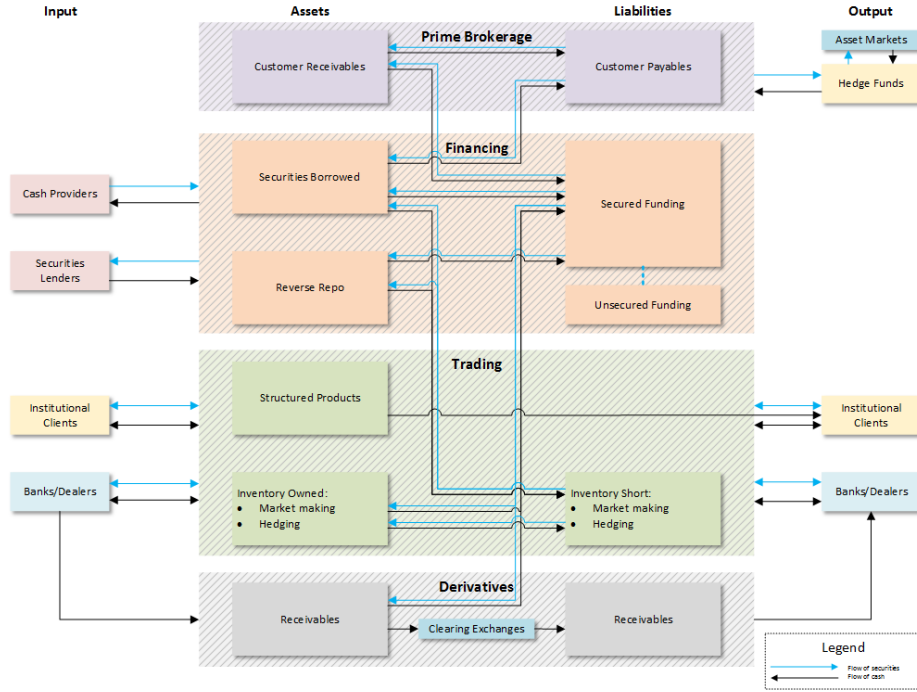 Input
Assets
Liabilities
Output
Prime Brokerage
Customer Receivables
Customer Payables
Asset Markets
Hedge Funds
Financing
Securities Borrowed
Secured Funding
Cash Providers
Securities
Lenders
Reverse Repo
Unsecured Funding
Trading
Structured Products
Institutional
Clients
Institutional
Clients
Banks/Dealers
Inventory Owned:
• Market making
• Hedging
Inventory Short:
• Market making
• Hedging
Banks/Dealers
Derivatives
Receivables
Clearing Exchanges
Receivables
Legend
Flow of securities
Flow of cash